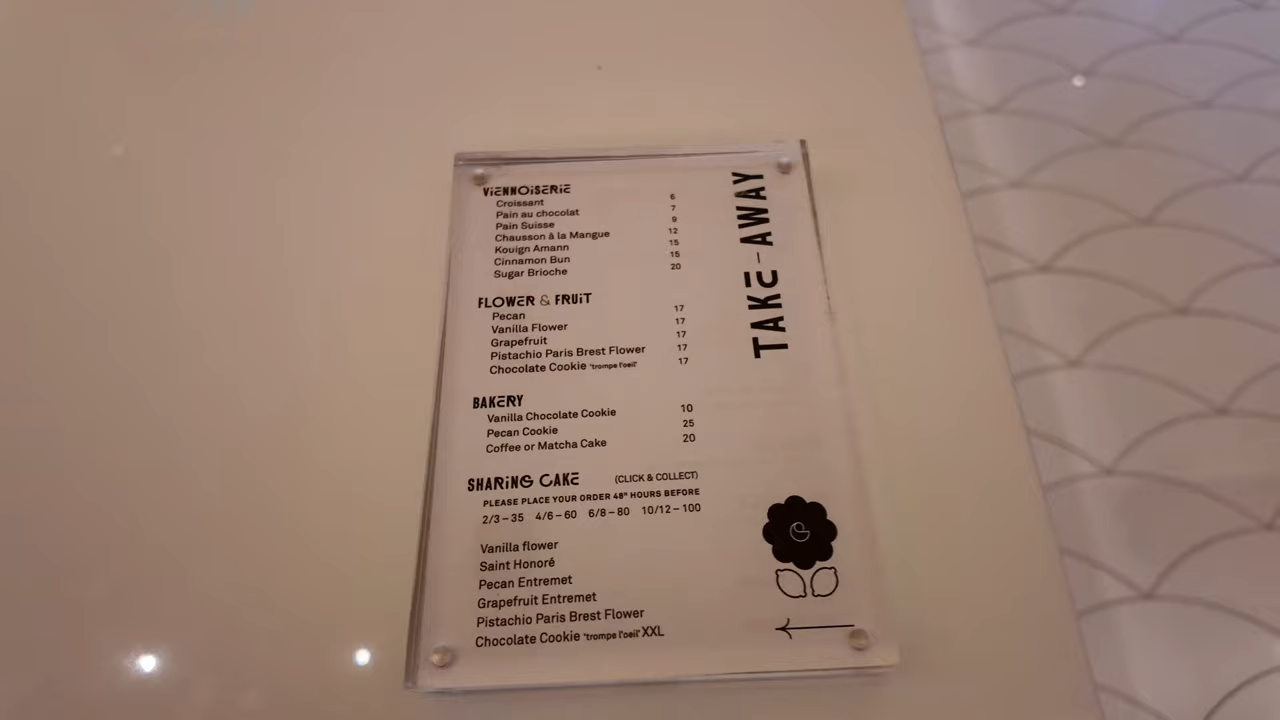 TAKE-AWAY
ViENNOiSERiE
Croissant 6
Pain au chocolat 7
Pain Suisse 9
Chausson à la Mangue 12
Kouign Amann 15
Cinnamon Bun 15
Sugar Brioche 20
FLOWER & FRUiT
Pecan 17
Vanilla Flower 17
Grapefruit 17
Pistachio Paris Brest Flower 17
Chocolate Cookie 'trompe l'oeil' 17
BAKERY
Vanilla Chocolate Cookie 10
Pecan Cookie 25
Coffee or Matcha Cake 20
SHARiNG CAKE (CLICK & COLLECT)
PLEASE PLACE YOUR ORDER 48H HOURS BEFORE
2/3 – 35 4/6 – 60 6/8 – 80 10/12 – 100
Vanilla flower
Saint Honoré
Pecan Entremet
Grapefruit Entremet
Pistachio Paris Brest Flower
Chocolate Cookie 'trompe l'oeil' XXL